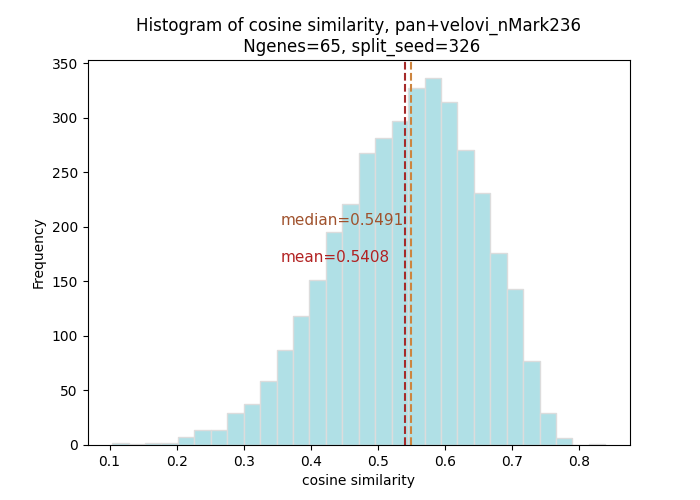 Histogram of cosine similarity, pan+velovi_nMark236
Ngenes=65, split_seed=326
Frequency
350
300
250
200
150
100
50
0
median=0.5491
mean=0.5408
0.1 0.2 0.3 0.4 0.5 0.6 0.7 0.8
cosine similarity